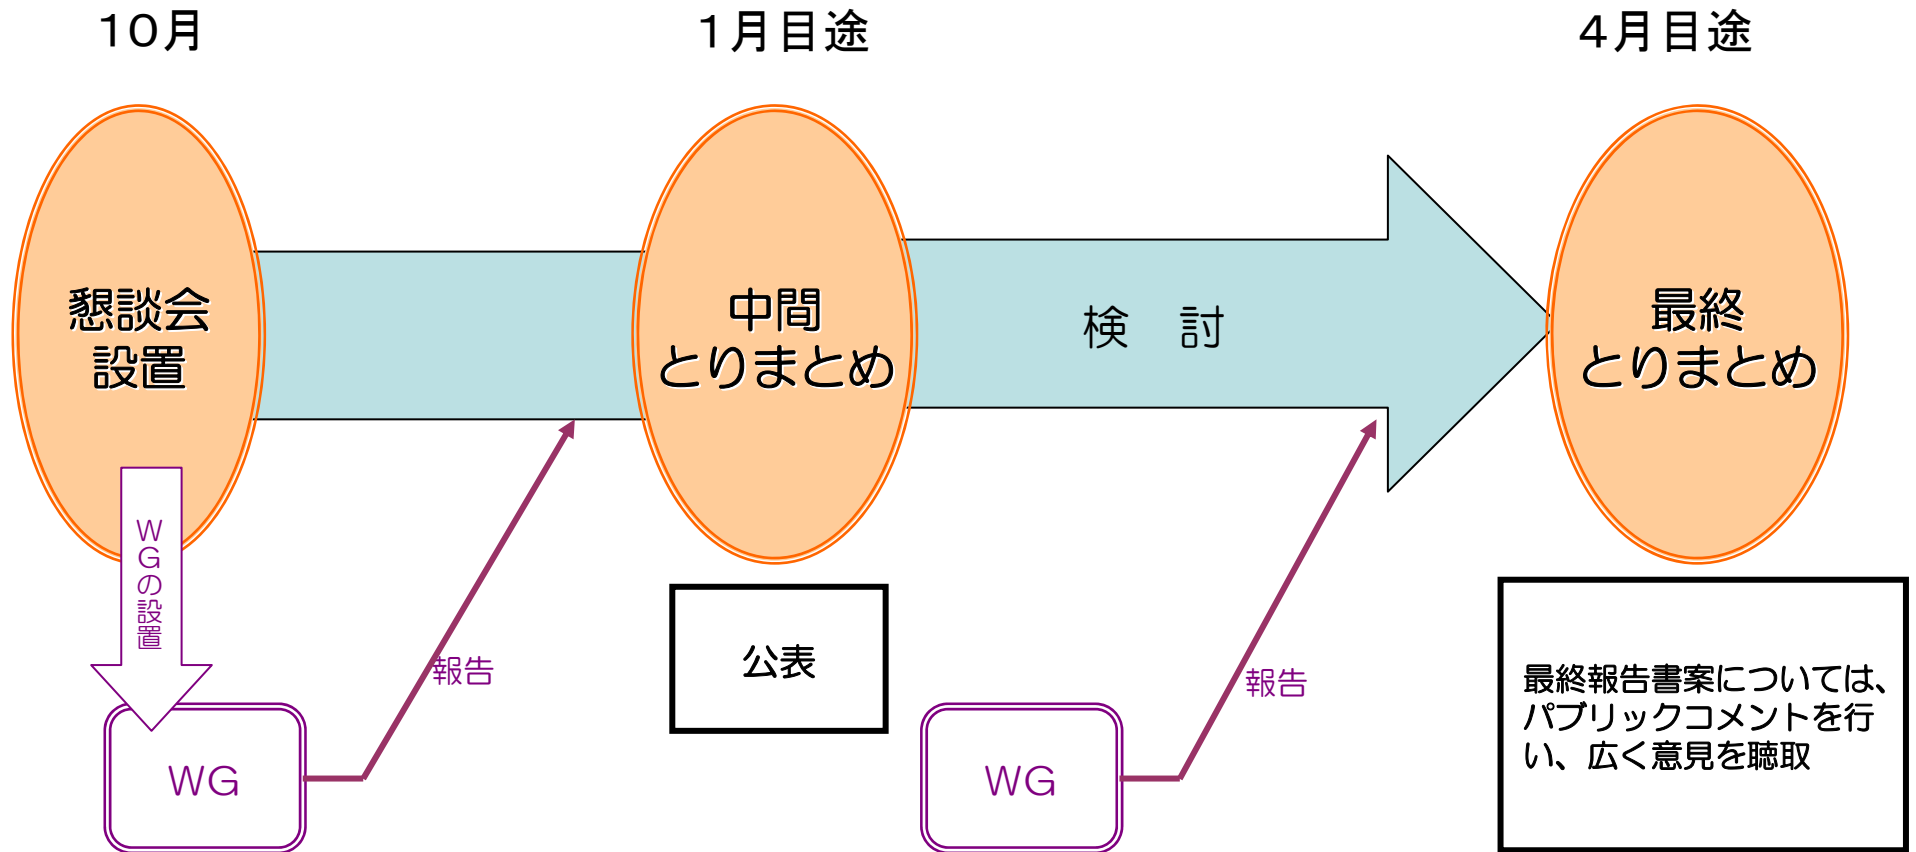 10月
1月目途
4月目途
懇談会
設置
中間
とりまとめ
検 討
最終
とりまとめ
WGの設置
報告
公表
報告
最終報告書案については、
パブリックコメントを行
い、広く意見を聴取
WG
WG